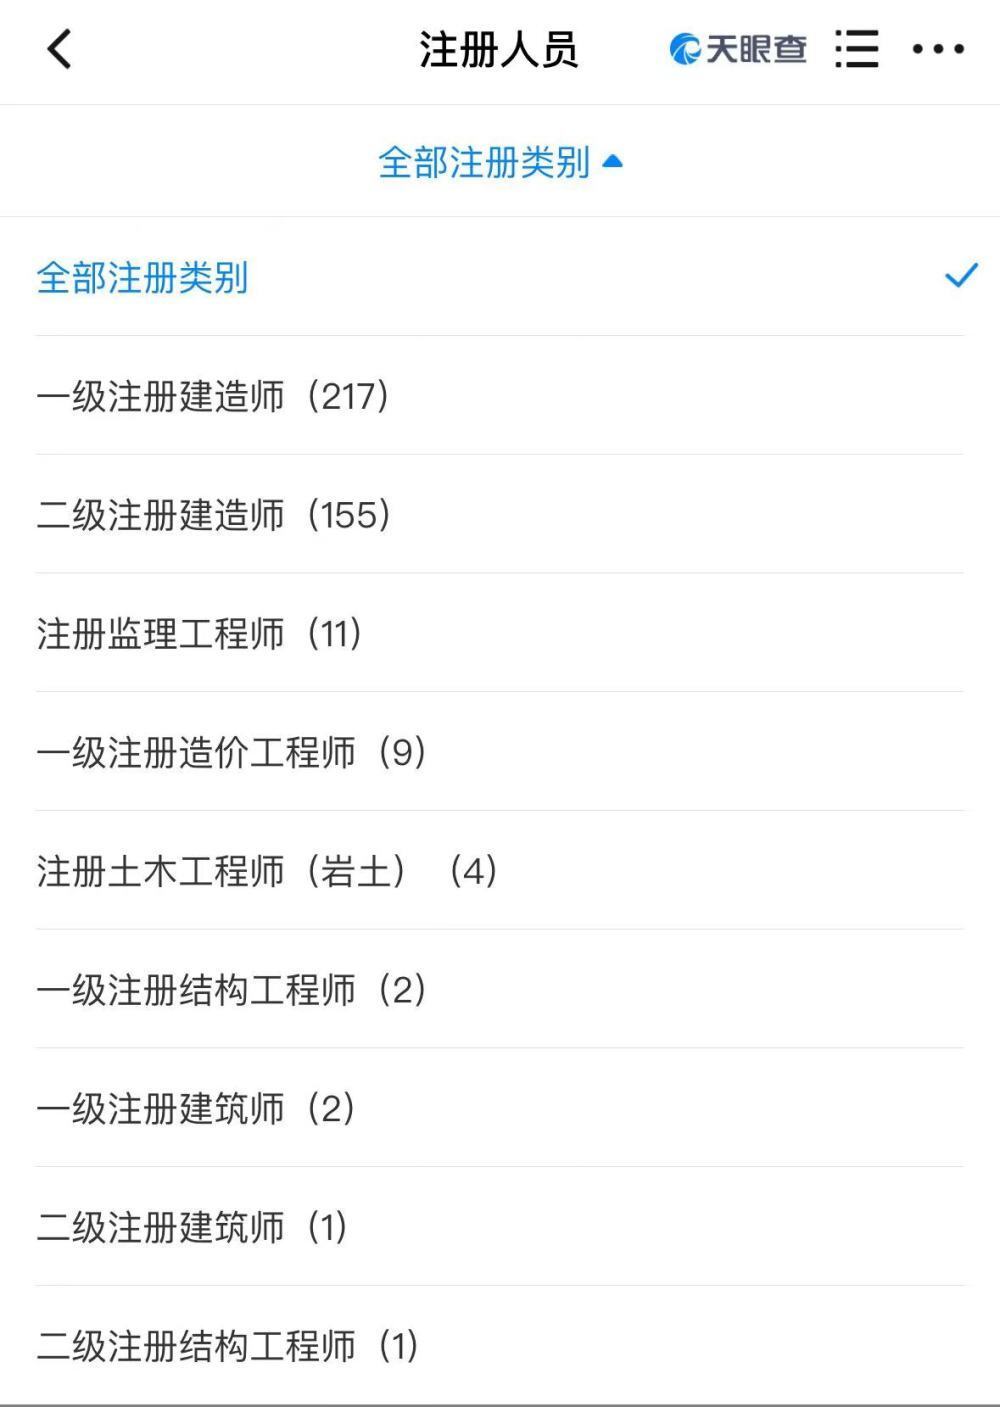 注册人员 天眼查
全部注册类别
全部注册类别
一级注册建造师（217）
二级注册建造师（155）
注册监理工程师（11）
一级注册造价工程师（9）
注册土木工程师（岩土）（4）
一级注册结构工程师（2）
一级注册建筑师（2）
二级注册建筑师（1）
二级注册结构工程师（1）